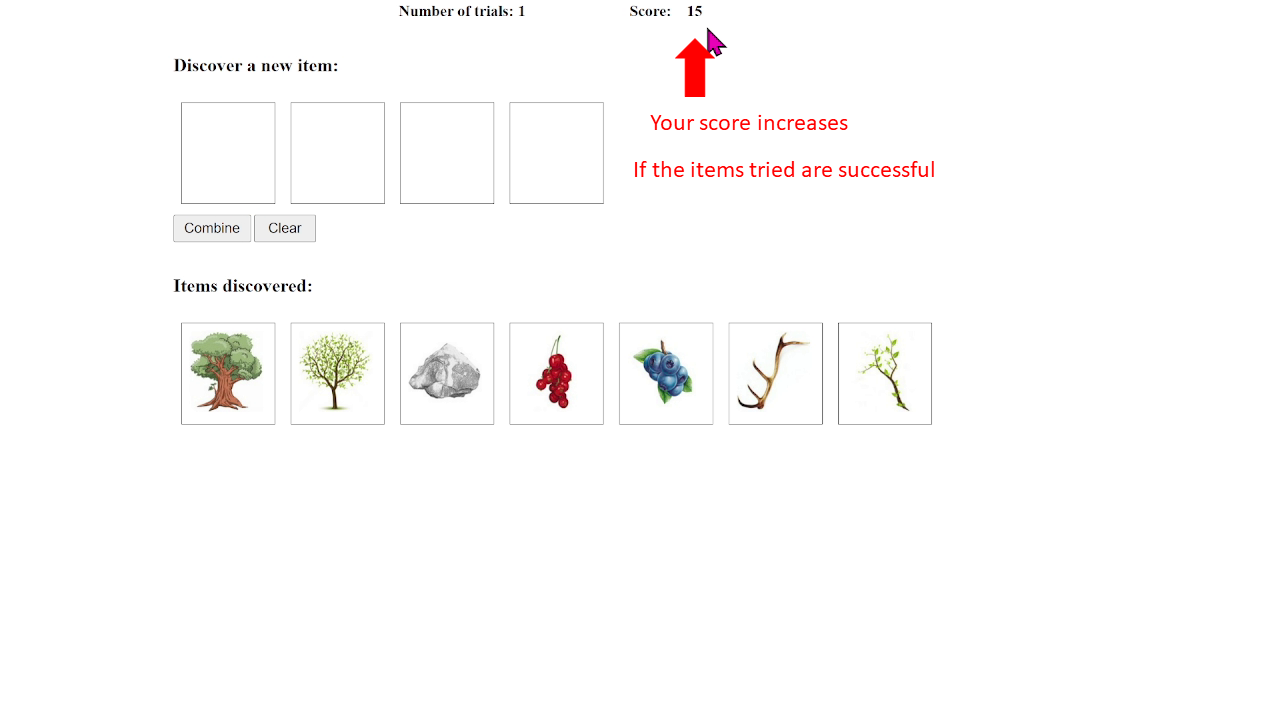 Number of trials: 1 Score: 15
Discover a new item:
Your score increases
If the items tried are successful
Combine Clear
Items discovered: